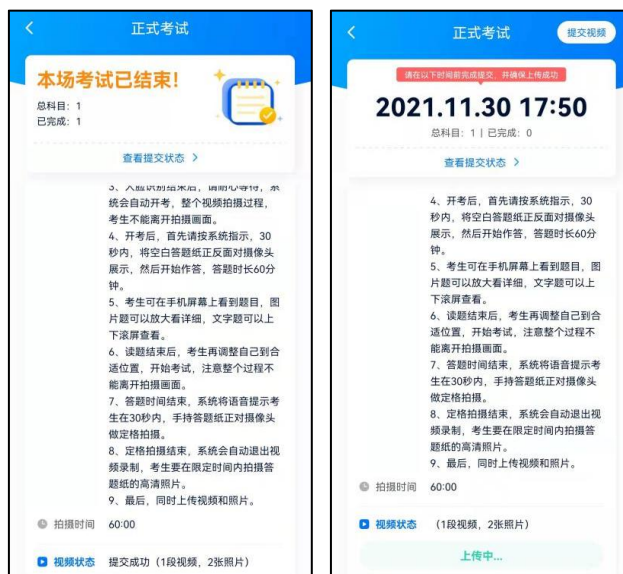 正式考试
本场考试已结束!
总科目：1
已完成：1
查看提交状态 >
3、人脸识别结束后，请耐心等待，系
统会自动开考，整个视频拍摄过程，
考生不能离开拍摄画面。
4、开考后，首先请按系统指示，30
秒内，将空白答题纸正反面对摄像头
展示，然后开始作答，答题时长60分
钟。
5、考生可在手机屏幕上看到题目，图
片题可以放大看详细，文字题可以上
下滚屏查看。
6、读题结束后，考生再调整自己到合
适位置，开始考试，注意整个过程不
能离开拍摄画面。
7、答题时间结束，系统将语音提示考
生在30秒内，手持答题纸正对摄像头
做定格拍摄。
8、定格拍摄结束，系统会自动退出视
频录制，考生要在限定时间内拍摄答
题纸的高清照片。
9、最后，同时上传视频和照片。
拍摄时间 60:00
视频状态 提交成功（1段视频，2张照片）
正式考试
提交视频
请在以下时间前完成提交，并确保上传成功
2021.11.30 17:50
总科目：1 | 已完成：0
查看提交状态 >
4、开考后，首先请按系统指示，30
秒内，将空白答题纸正反面对摄像头
展示，然后开始作答，答题时长60分
钟。
5、考生可在手机屏幕上看到题目，图
片题可以放大看详细，文字题可以上
下滚屏查看。
6、读题结束后，考生再调整自己到合
适位置，开始考试，注意整个过程不
能离开拍摄画面。
7、答题时间结束，系统将语音提示考
生在30秒内，手持答题纸正对摄像头
做定格拍摄。
8、定格拍摄结束，系统会自动退出视
频录制，考生要在限定时间内拍摄答
题纸的高清照片。
9、最后，同时上传视频和照片。
拍摄时间 60:00
视频状态 （1段视频，2张照片）
上传中...